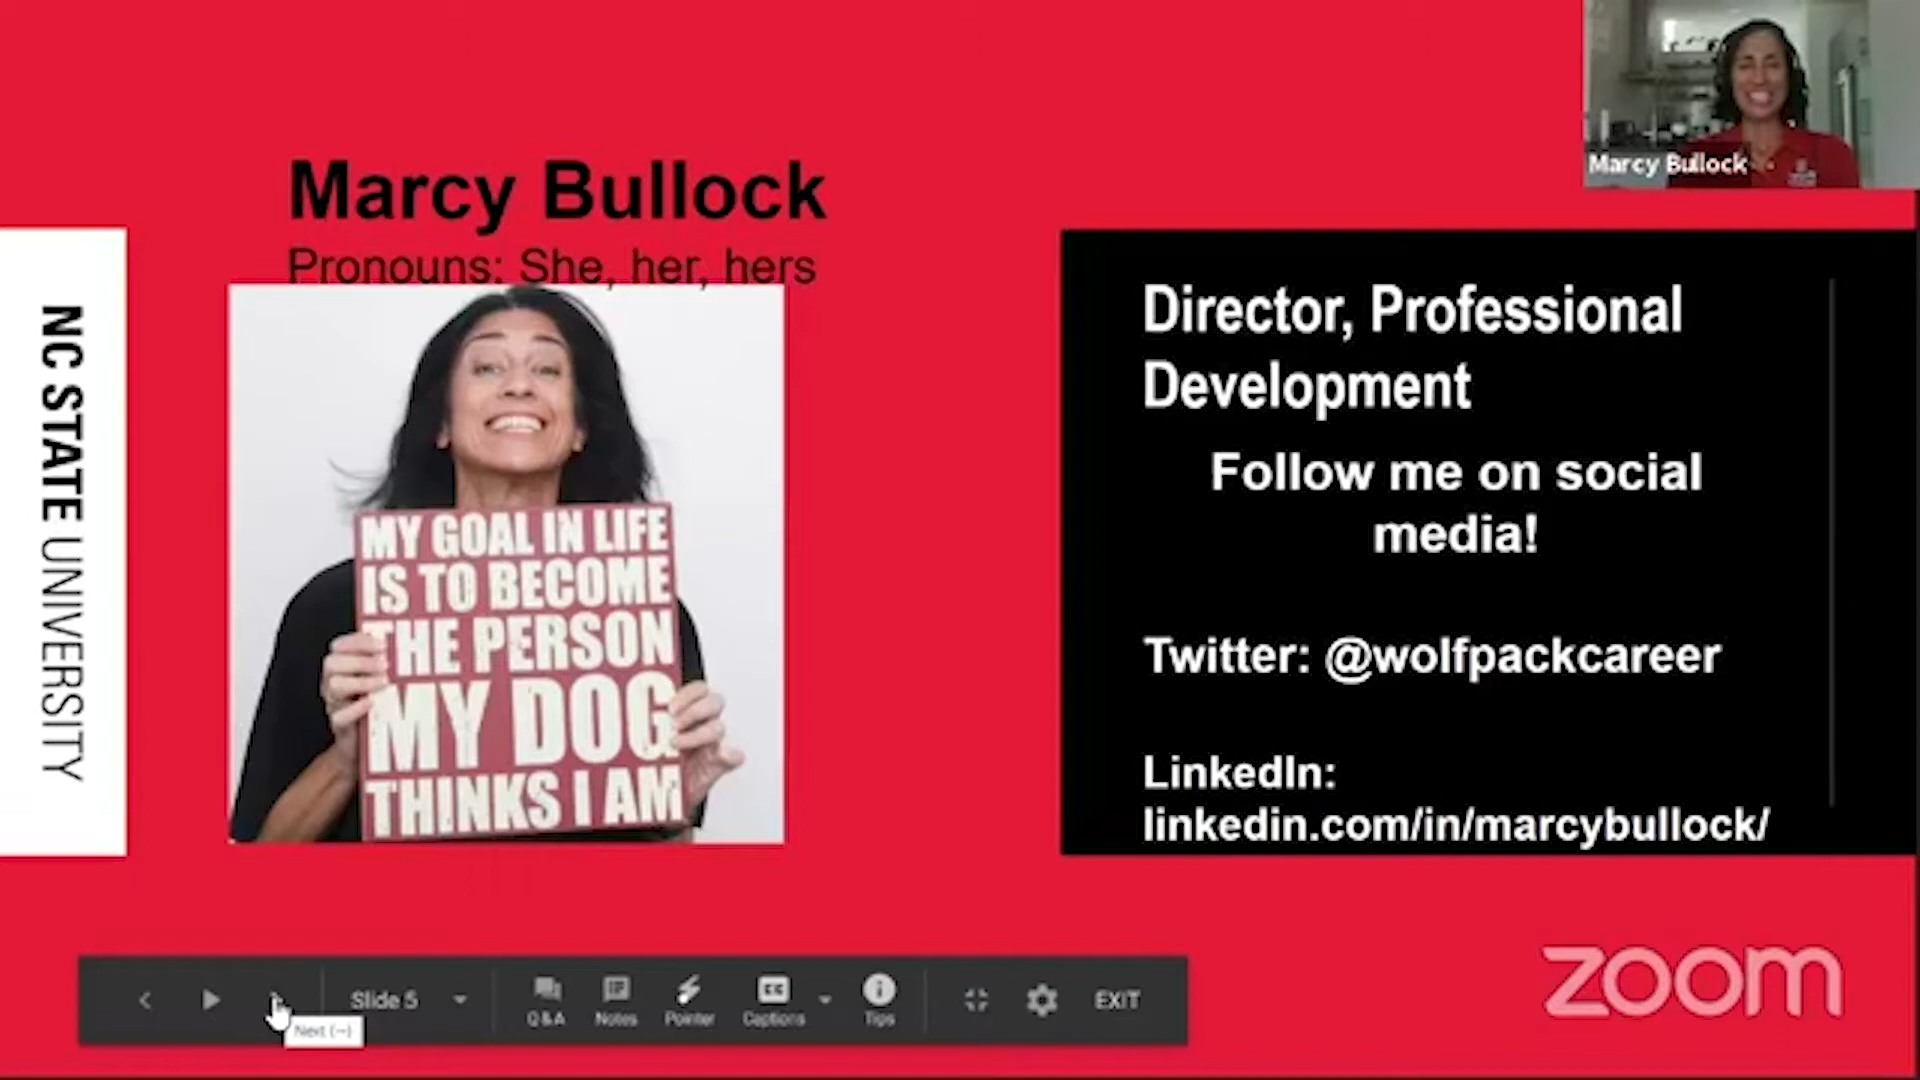 Marcy Bullock
Marcy Bullock
Pronouns: She, her, hers
NC STATE UNIVERSITY
MY GOAL IN LIFE
IS TO BECOME
THE PERSON
MY DOG
THINKS I AM
Director, Professional
Development
Follow me on social
media!
Twitter: @wolfpackcareer
LinkedIn:
linkedin.com/in/marcybullock/
Slide 5
Q&A
Notes
Pointer
CC
Captions
Tips
EXIT
Next (→)
zoom